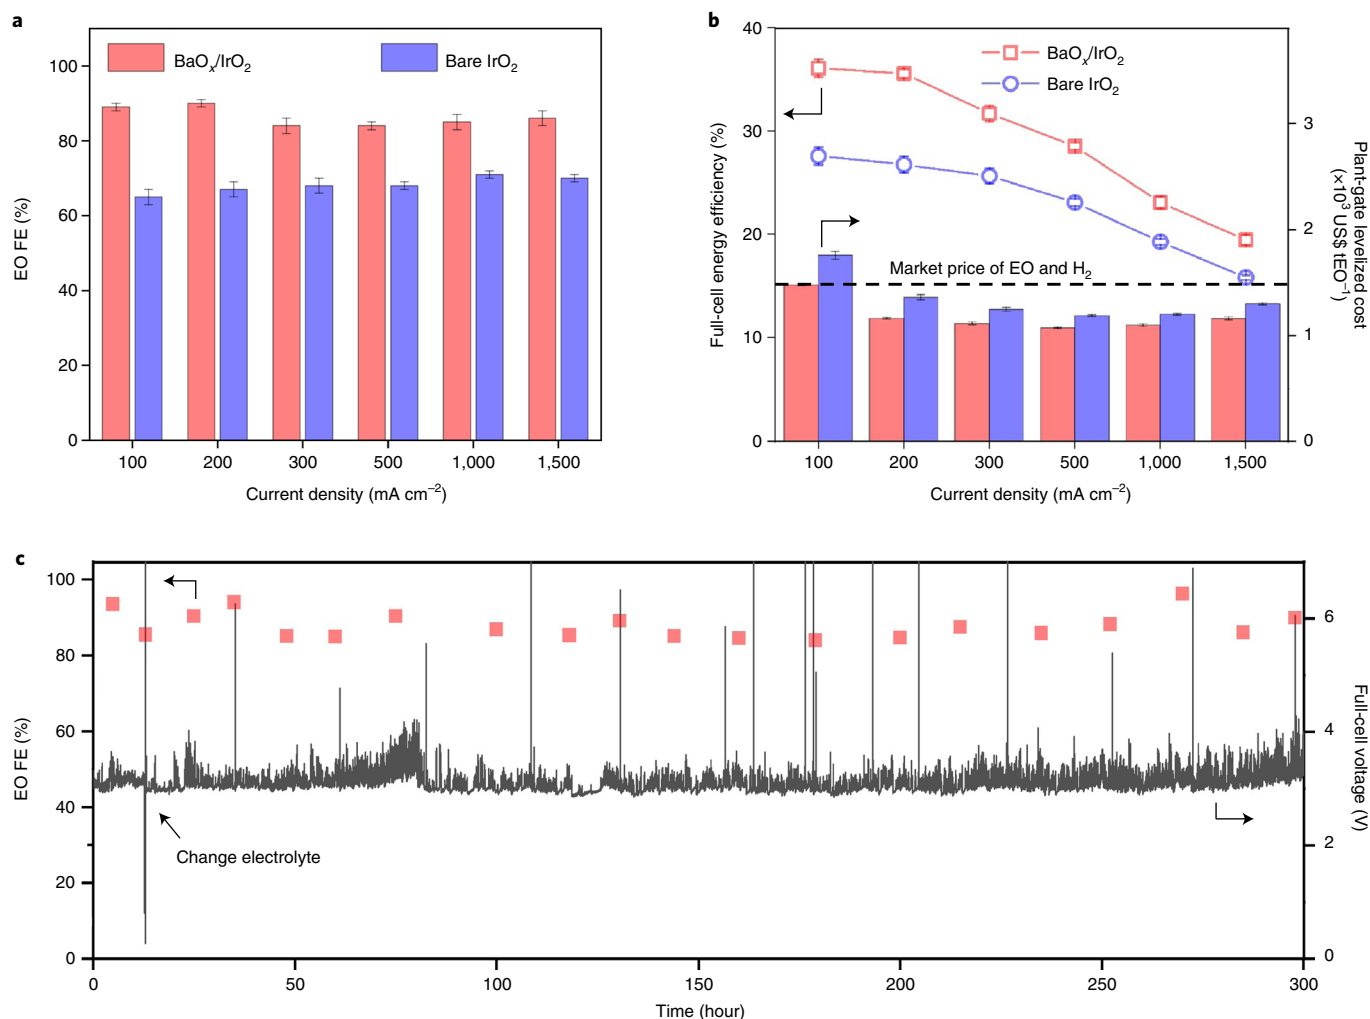 a
EO FE (%)
100
80
60
40
20
0
BaOₓ/IrO₂
Bare IrO₂
100 200 300 500 1,000 1,500
Current density (mA cm⁻²)
b
Full-cell energy efficiency (%)
40
30
20
10
0
BaOₓ/IrO₂
Bare IrO₂
Market price of EO and H₂
3
2
1
0
Plant-gate levelized cost
(×10³ US$ tEO⁻¹)
100 200 300 500 1,000 1,500
Current density (mA cm⁻²)
c
EO FE (%)
100
80
60
40
20
0
Change electrolyte
6
4
2
0
Full-cell voltage (V)
0 50 100 150 200 250 300
Time (hour)